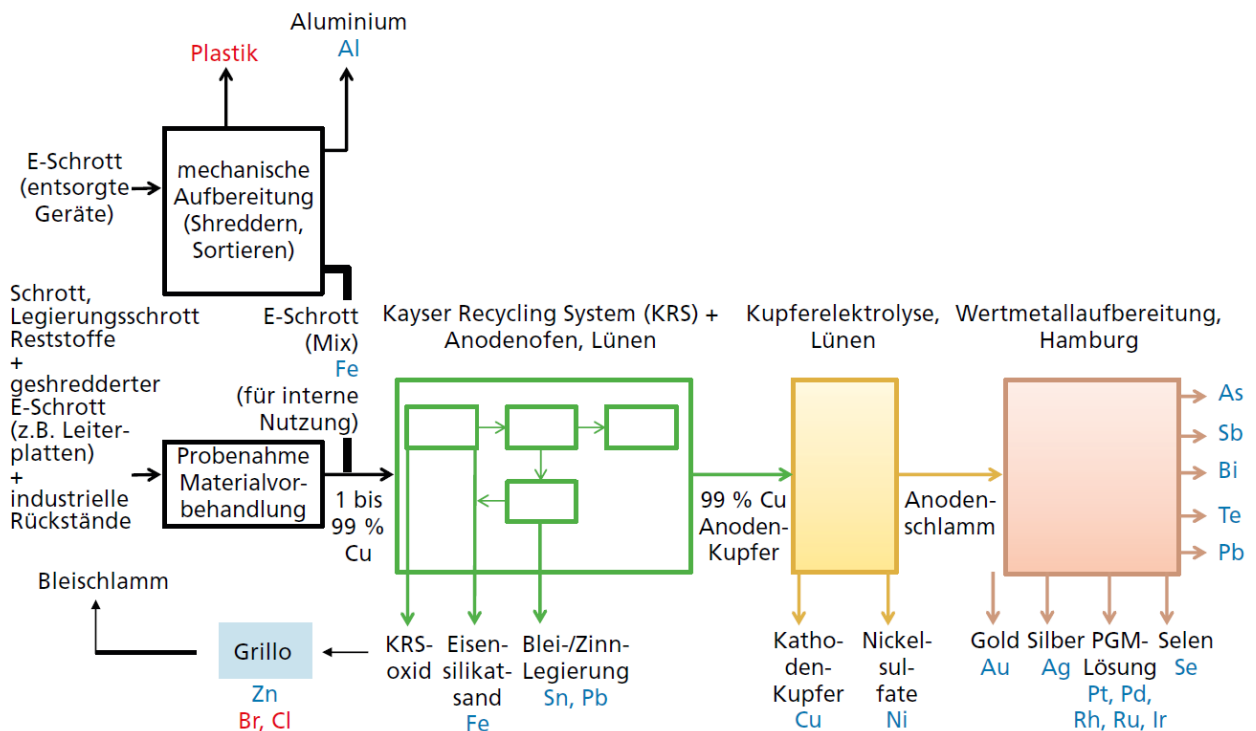 Aluminium
Al
Plastik
E-Schrott
(entsorgte
Geräte)
mechanische
Aufbereitung
(Shreddern,
Sortieren)
Schrott,
Legierungsschrott
Reststoffe
+
geshredderter
E-Schrott
(z.B. Leiter-
platten)
+
industrielle
Rückstände
E-Schrott
(Mix)
Fe
(für interne
Nutzung)
Probenahme
Materialvor-
behandlung
1 bis
99 %
Cu
Kayser Recycling System (KRS) +
Anodenofen, Lünen
99 % Cu
Anoden-
Kupfer
Kupferelektrolyse,
Lünen
Anoden-
schlamm
Wertmetallaufbereitung,
Hamburg
As
Sb
Bi
Te
Pb
Bleischlamm
Grillo
Zn
Br, Cl
KRS-
oxid
Eisen-
silikat-
sand
Fe
Blei-/Zinn-
Legierung
Sn, Pb
Katho-
den-
Kupfer
Cu
Nickel-
sul-
fate
Ni
Gold
Au
Silber
Ag
PGM-
Lösung
Pt, Pd,
Rh, Ru, Ir
Selen
Se